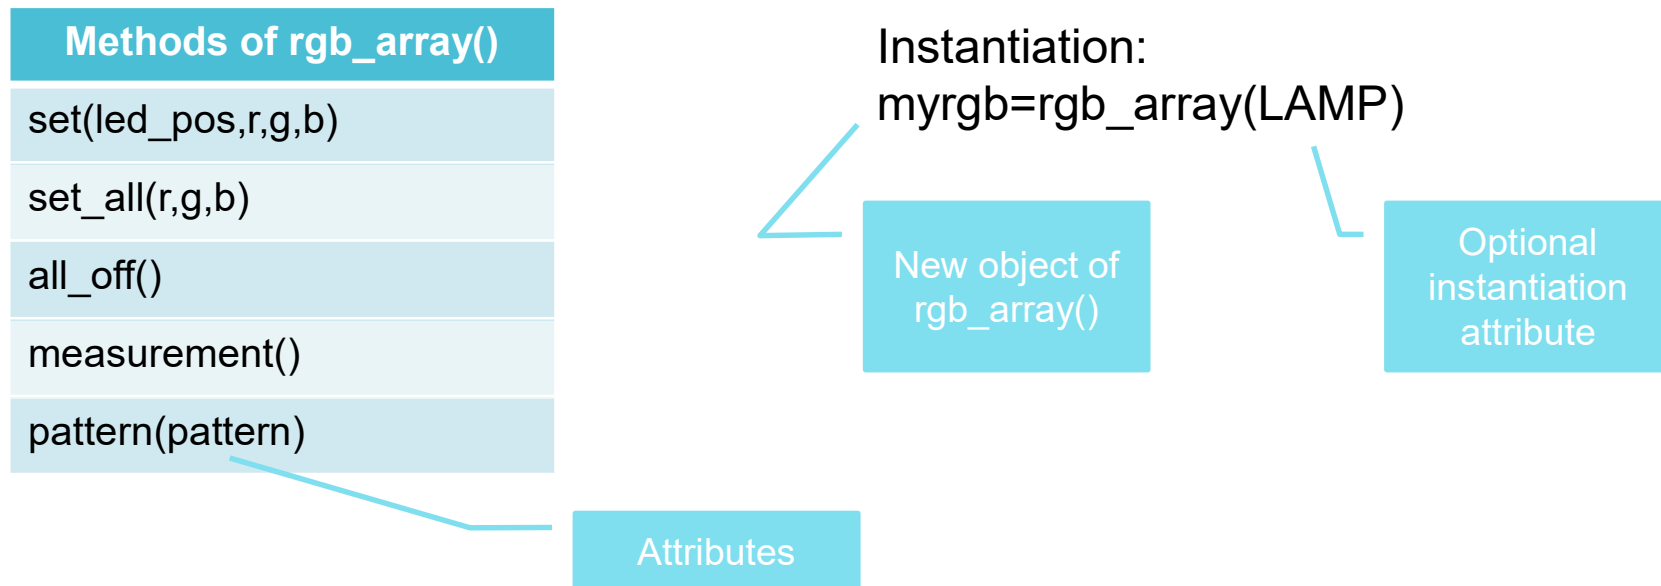 Methods of rgb_array()
set(led_pos,r,g,b)
set_all(r,g,b)
all_off()
measurement()
pattern(pattern)
Attributes
Instantiation:
myrgb=rgb_array(LAMP)
New object of
rgb_array()
Optional
instantiation
attribute